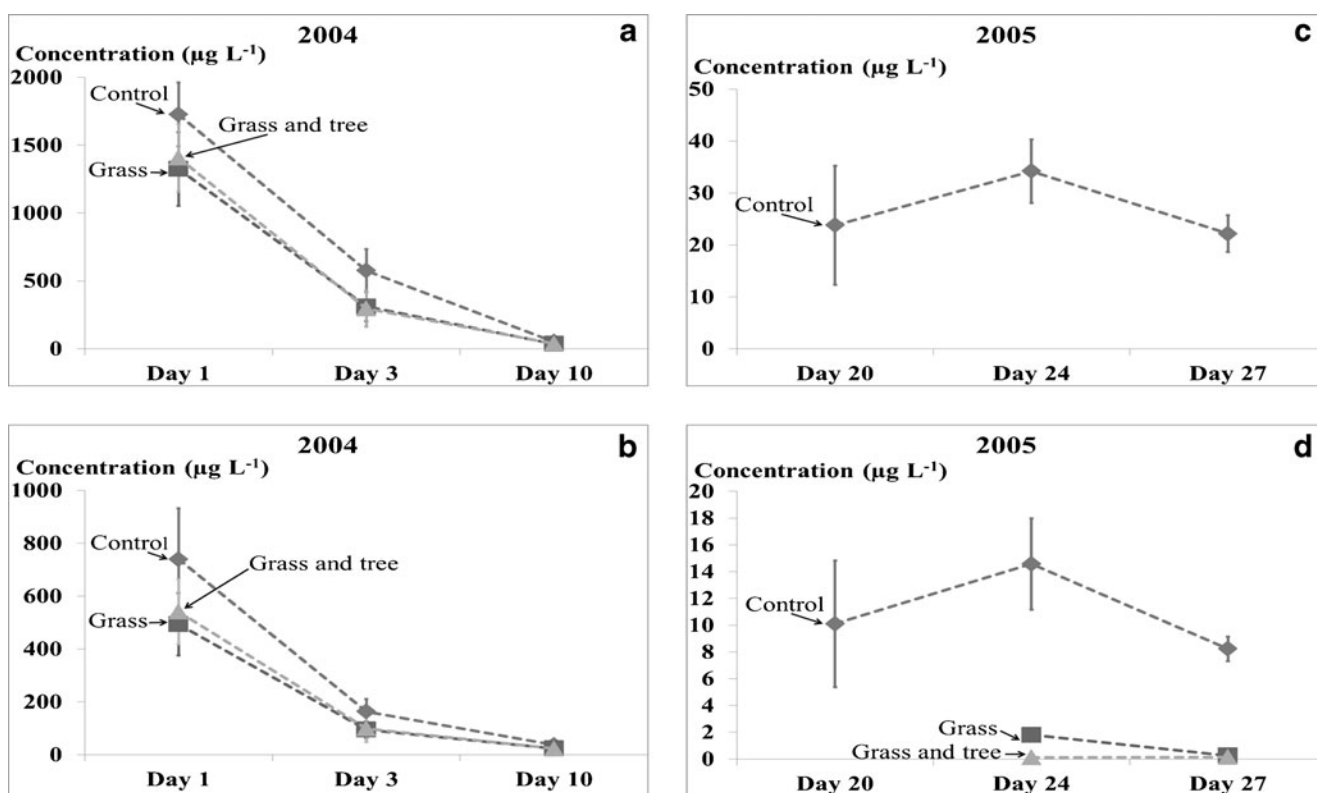 2004
a
Concentration (µg L⁻¹)
2000
1500
1000
500
0
Control
Grass and tree
Grass
Day 1
Day 3
Day 10
2005
c
Concentration (µg L⁻¹)
50
40
30
20
10
0
Control
Day 20
Day 24
Day 27
2004
b
Concentration (µg L⁻¹)
1000
800
600
400
200
0
Control
Grass and tree
Grass
Day 1
Day 3
Day 10
2005
d
Concentration (µg L⁻¹)
20
18
16
14
12
10
8
6
4
2
0
Control
Grass
Grass and tree
Day 20
Day 24
Day 27